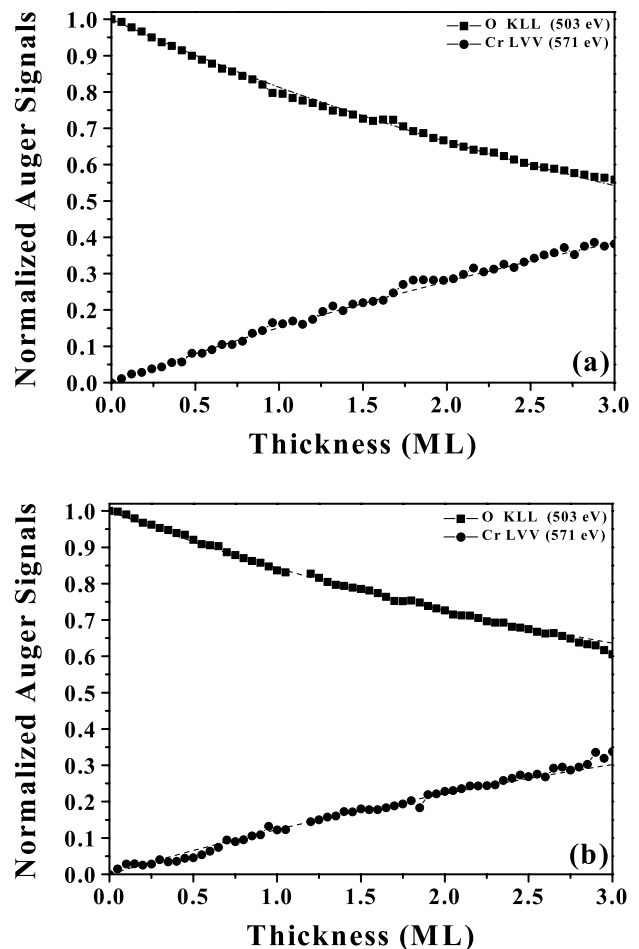 O KLL (503 eV)
Cr LVV (571 eV)
Normalized Auger Signals
1.0
0.9
0.8
0.7
0.6
0.5
0.4
0.3
0.2
0.1
0.0
(a)
0.0 0.5 1.0 1.5 2.0 2.5 3.0
Thickness (ML)
O KLL (503 eV)
Cr LVV (571 eV)
Normalized Auger Signals
1.0
0.9
0.8
0.7
0.6
0.5
0.4
0.3
0.2
0.1
0.0
(b)
0.0 0.5 1.0 1.5 2.0 2.5 3.0
Thickness (ML)